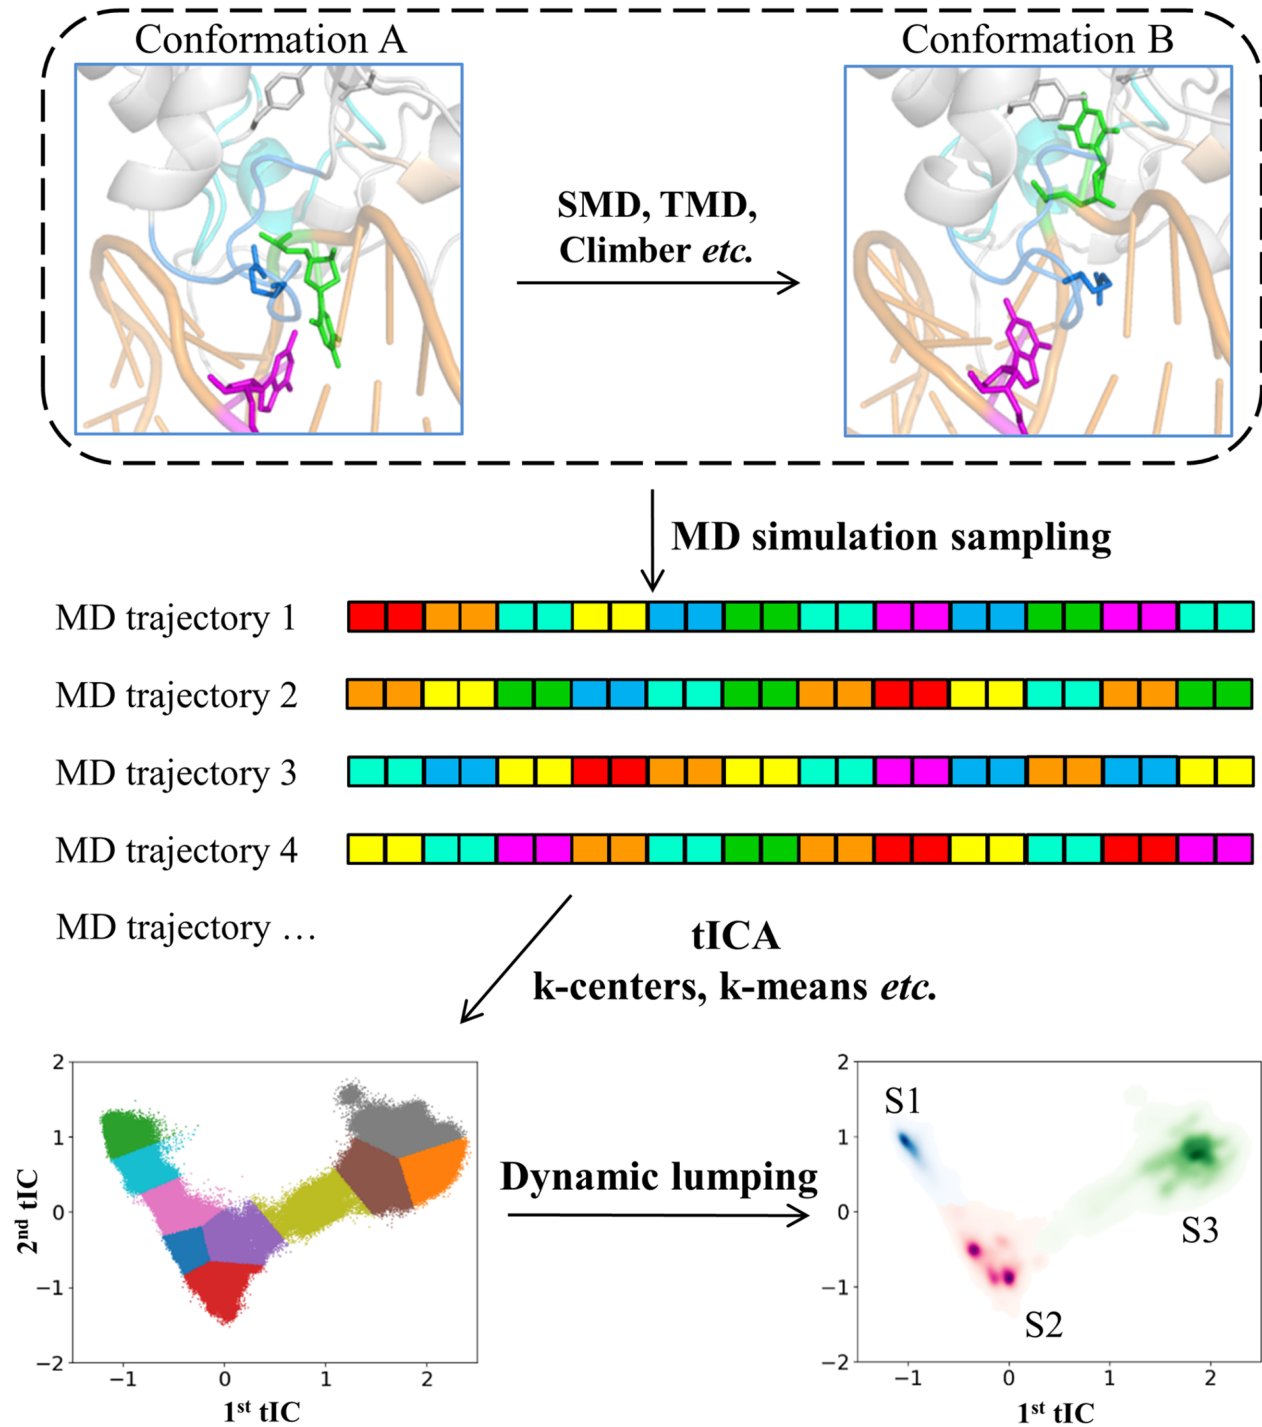 Conformation A
Conformation B
SMD, TMD,
Climber etc.
MD simulation sampling
MD trajectory 1
MD trajectory 2
MD trajectory 3
MD trajectory 4
MD trajectory …
tICA
k-centers, k-means etc.
2
1
0
−1
−2
2nd tIC
−1
0
1
2
1st tIC
Dynamic lumping
2
1
0
−1
−2
S1
S2
S3
−1
0
1
2
1st tIC